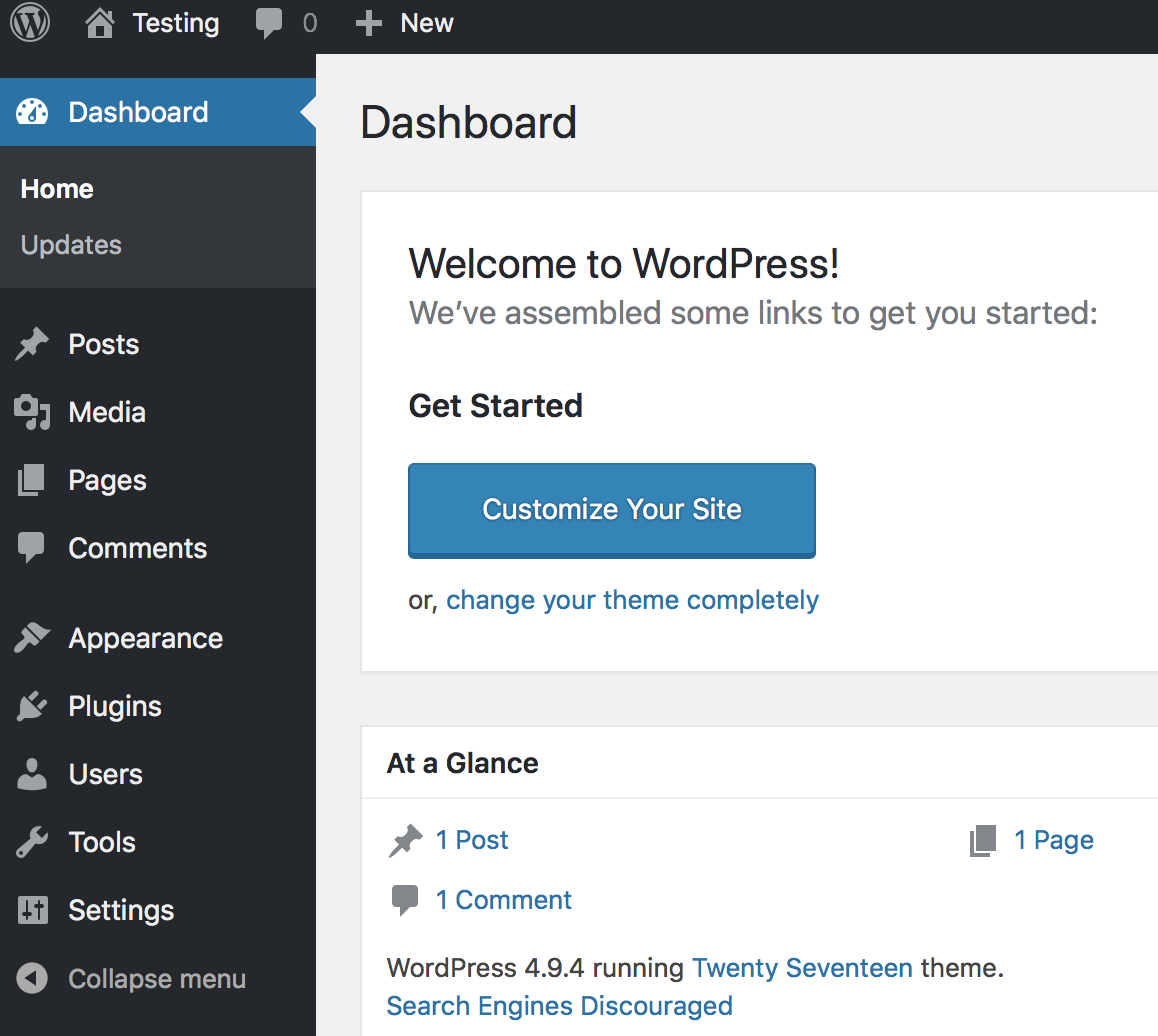 Testing 0 New
Dashboard
Home
Updates
Posts
Media
Pages
Comments
Appearance
Plugins
Users
Tools
Settings
Collapse menu
Dashboard
Welcome to WordPress!
We’ve assembled some links to get you started:
Get Started
Customize Your Site
or, change your theme completely
At a Glance
1 Post
1 Page
1 Comment
WordPress 4.9.4 running Twenty Seventeen theme.
Search Engines Discouraged